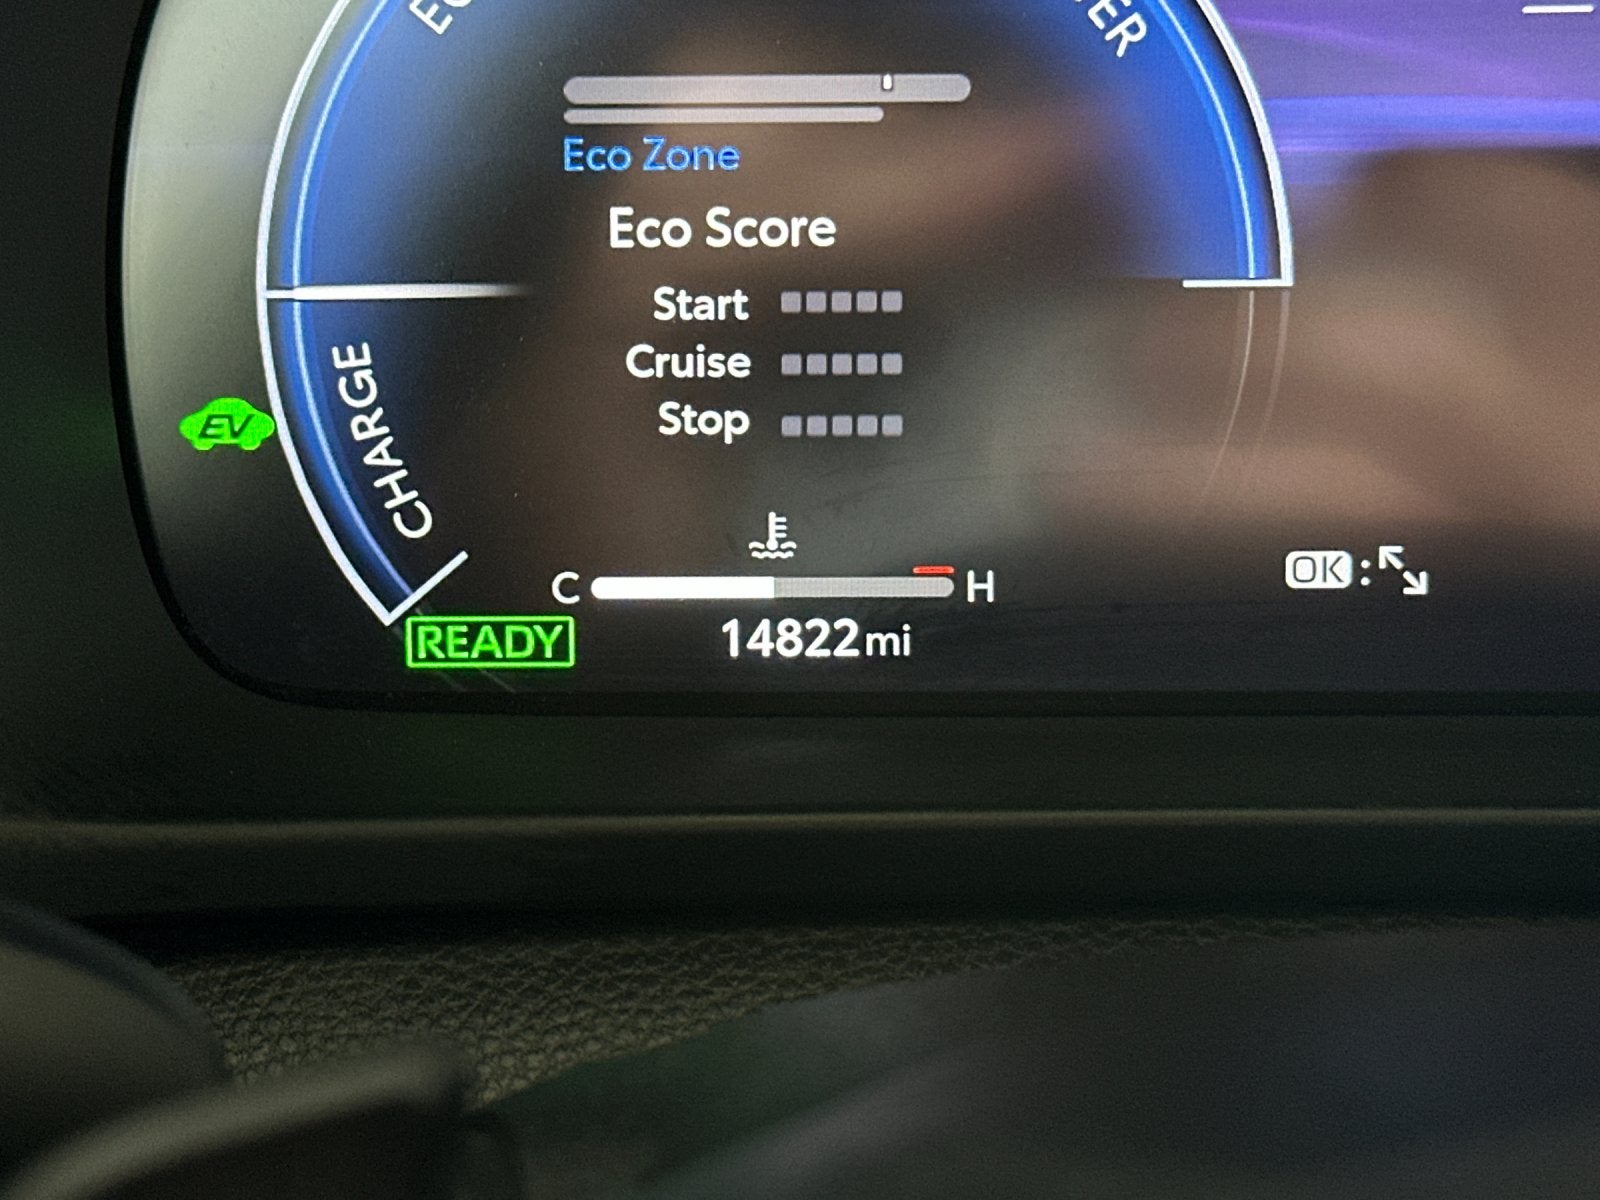 Eco Zone
Eco Score
Start
Cruise
Stop
CHARGE
EV
C H
OK:
READY
14822mi